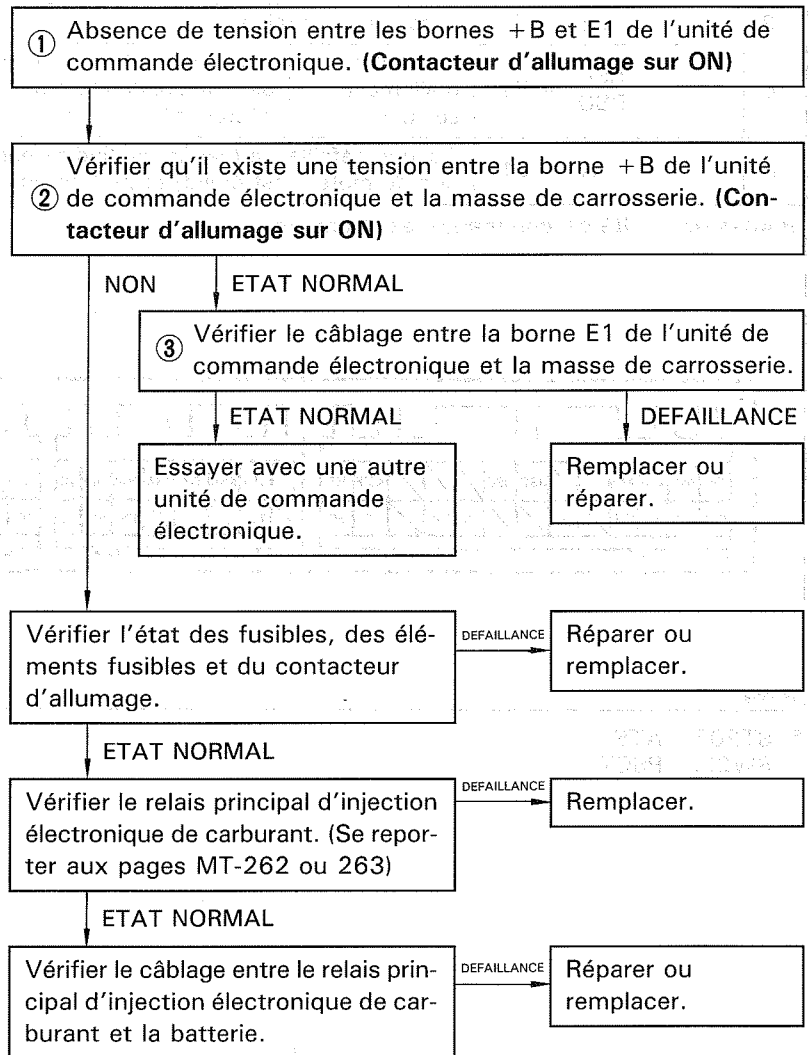 ① Absence de tension entre les bornes +B et E1 de l'unité de
commande électronique. (Contacteur d'allumage sur ON)
Vérifier qu'il existe une tension entre la borne +B de l'unité
② de commande électronique et la masse de carrosserie. (Con-
tacteur d'allumage sur ON)
NON ETAT NORMAL
③ Vérifier le câblage entre la borne E1 de l'unité de
commande électronique et la masse de carrosserie.
ETAT NORMAL DEFAILLANCE
Essayer avec une autre
unité de commande
électronique.
Remplacer ou
réparer.
Vérifier l'état des fusibles, des élé-
ments fusibles et du contacteur
d'allumage.
DEFAILLANCE
Réparer ou
remplacer.
ETAT NORMAL
Vérifier le relais principal d'injection
électronique de carburant. (Se repor-
ter aux pages MT-262 ou 263)
DEFAILLANCE
Remplacer.
ETAT NORMAL
Vérifier le câblage entre le relais prin-
cipal d'injection électronique de car-
burant et la batterie.
DEFAILLANCE
Réparer ou
remplacer.